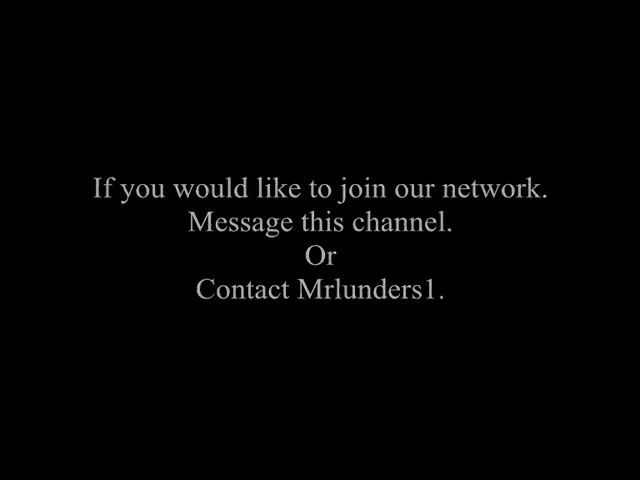 If you would like to join our network.
Message this channel.
Or
Contact Mrlunders1.